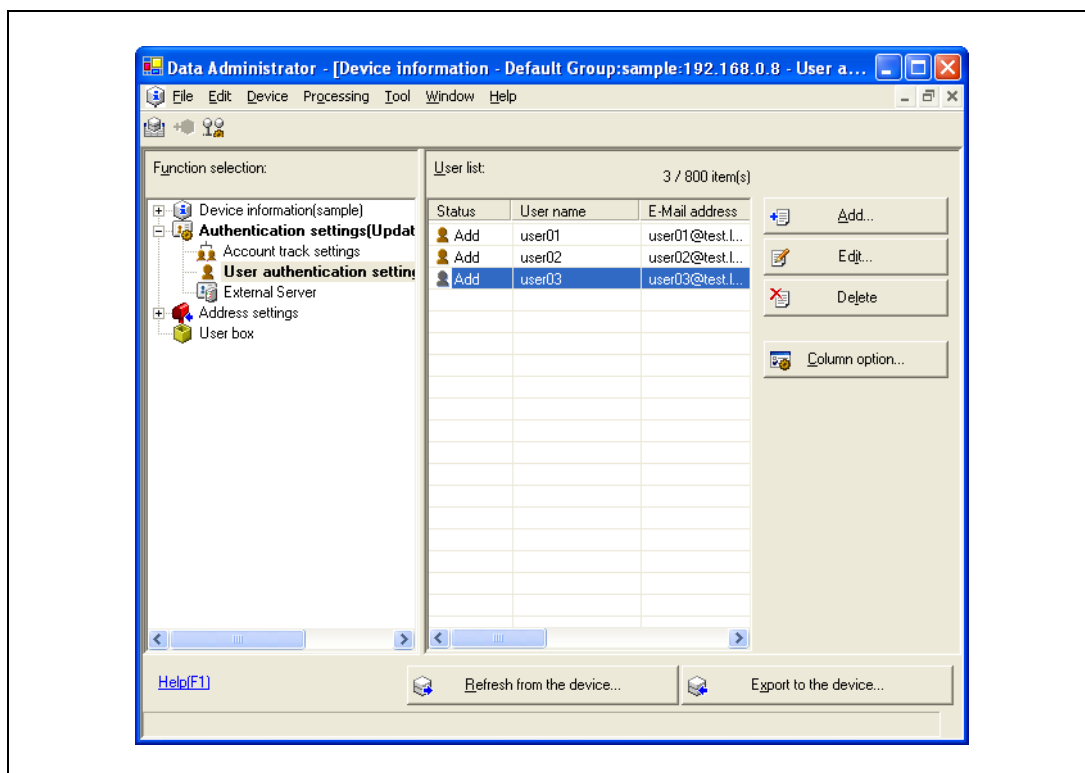 Data Administrator - [Device information - Default Group:sample:192.168.0.8 - User a...
File Edit Device Processing Tool Window Help
Function selection:
Device information(sample)
Authentication settings(Updat
Account track settings
User authentication setting
External Server
Address settings
User box
User list:
3 / 800 item(s)
Status User name E-Mail address
Add user01 user01@test.l...
Add user02 user02@test.l...
Add user03 user03@test.l...
Add...
Edit...
Delete
Column option...
Help(F1)
Refresh from the device...
Export to the device...